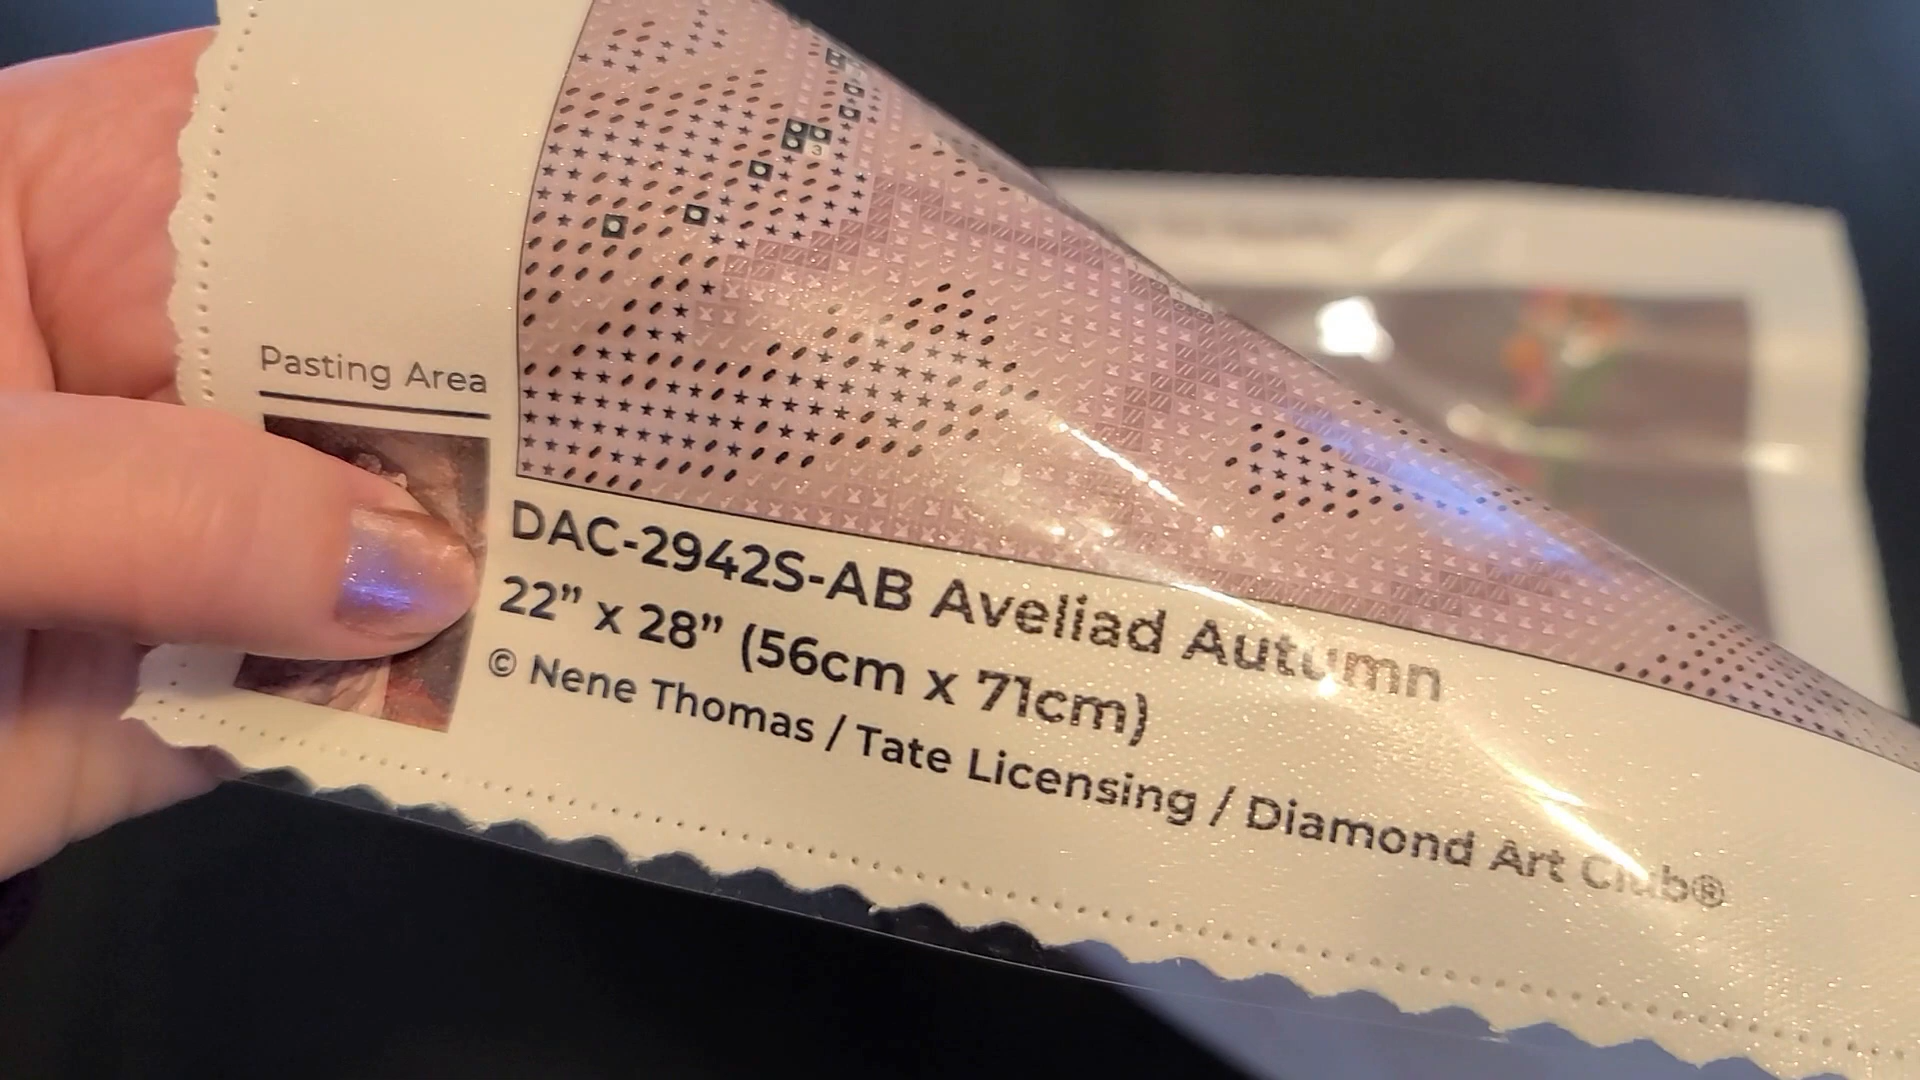 Pasting Area
DAC-2942S-AB Aveliad Autumn
22” x 28” (56cm x 71cm)
© Nene Thomas / Tate Licensing / Diamond Art Club®